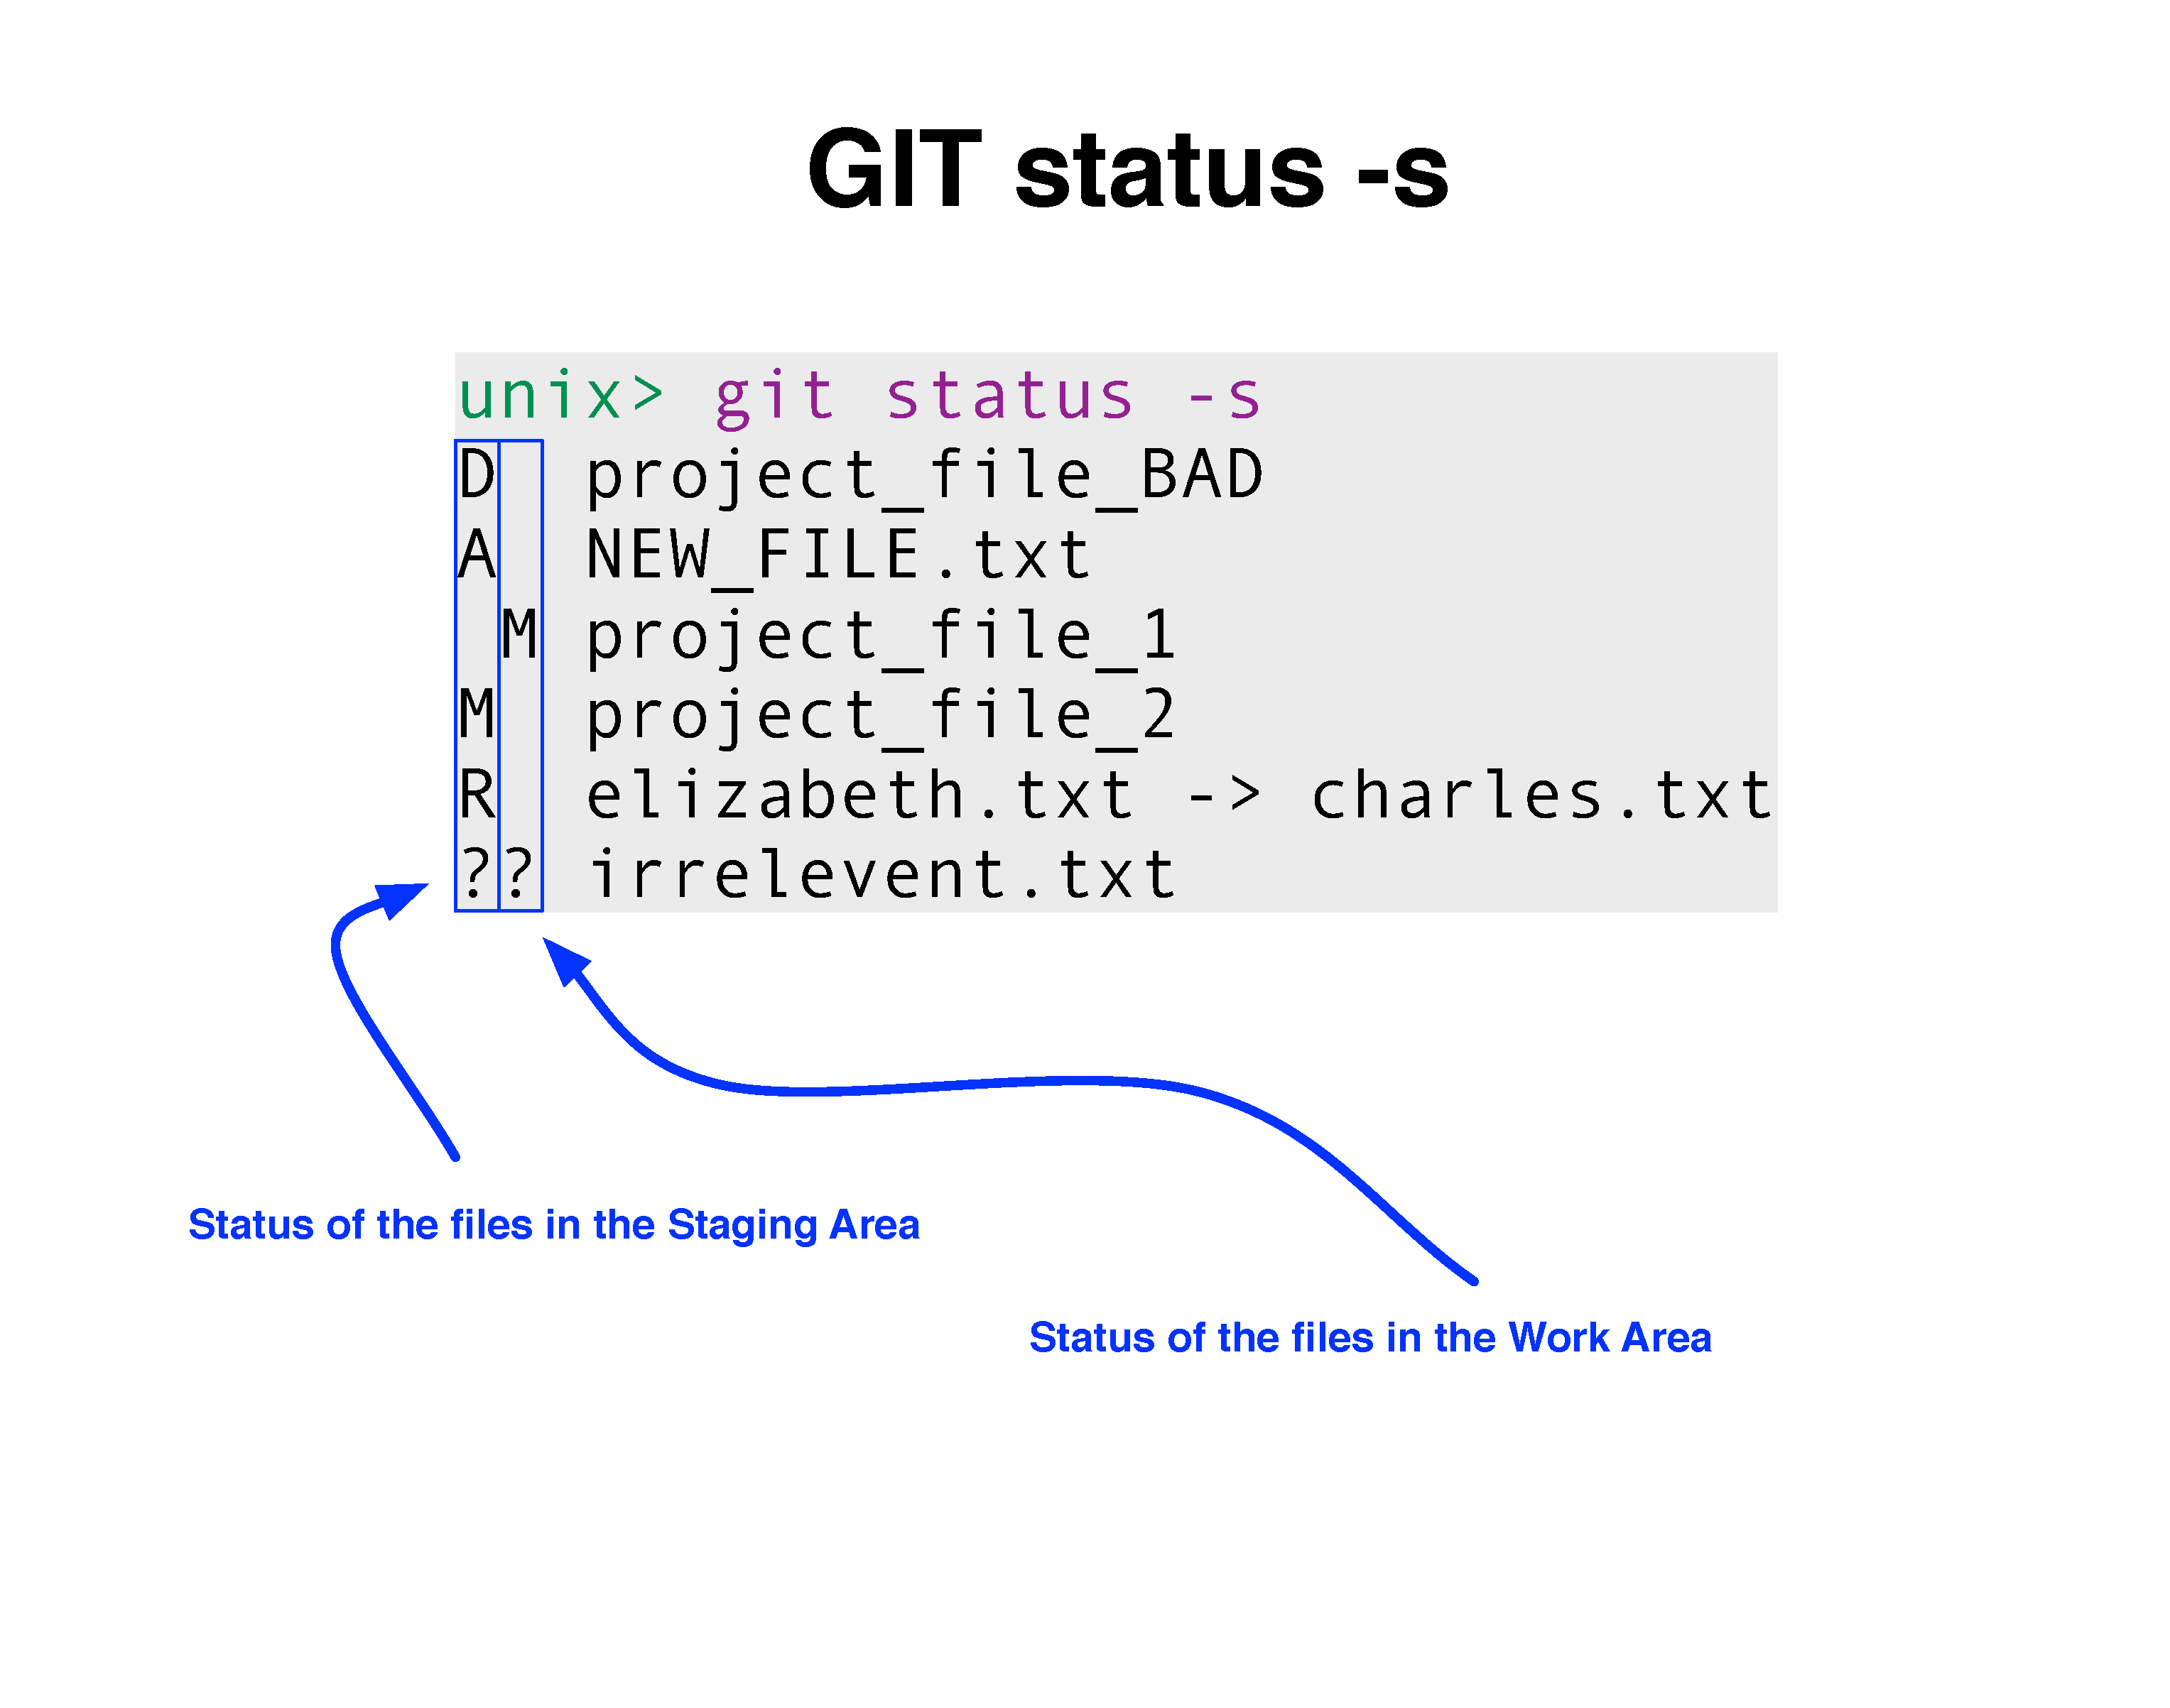 GIT status -s
unix> git status -s
D  project_file_BAD
A  NEW_FILE.txt
 M project_file_1
M  project_file_2
R  elizabeth.txt -> charles.txt
?? irrelevent.txt
Status of the files in the Staging Area
Status of the files in the Work Area